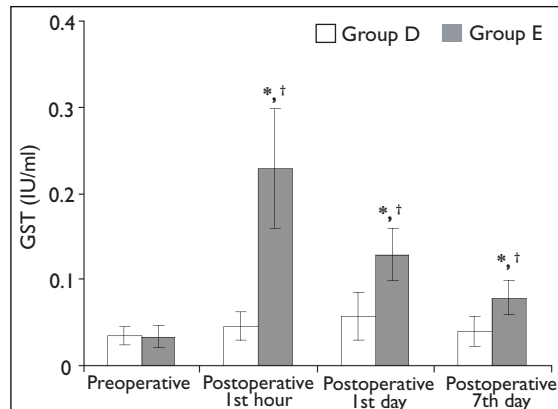 0.4
Group D
Group E
*, †
0.3
GST (IU/ml)
0.2
*, †
*, †
0.1
0
Preoperative
Postoperative
1st hour
Postoperative
1st day
Postoperative
7th day